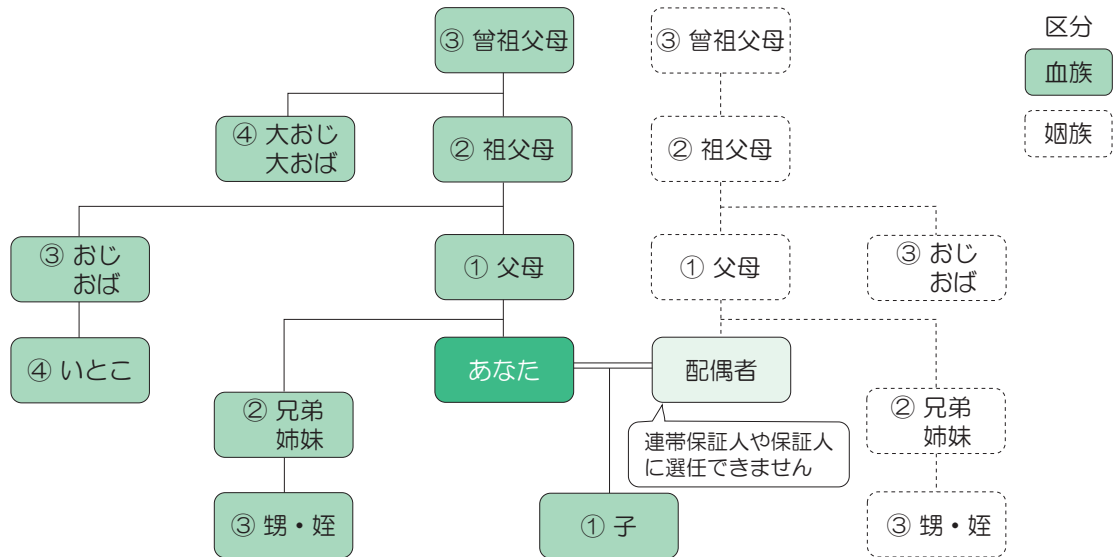 ③ 曾祖父母
③ 曾祖父母
区分
血族
④ 大おじ
大おば
② 祖父母
② 祖父母
姻族
③ おじ
おば
① 父母
① 父母
③ おじ
おば
④ いとこ
あなた
配偶者
② 兄弟
姉妹
連帯保証人や保証人
に選任できません
② 兄弟
姉妹
③ 甥・姪
① 子
③ 甥・姪